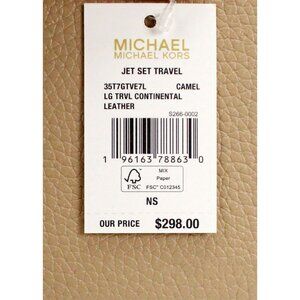 MICHAEL
MICHAEL KORS
JET SET TRAVEL
35T7GTVE7L CAMEL
LG TRVL CONTINENTAL
LEATHER
S266-0002
1 96163 78863 0
FSC
MIX
Paper
FSC® C012345
NS
OUR PRICE $298.00